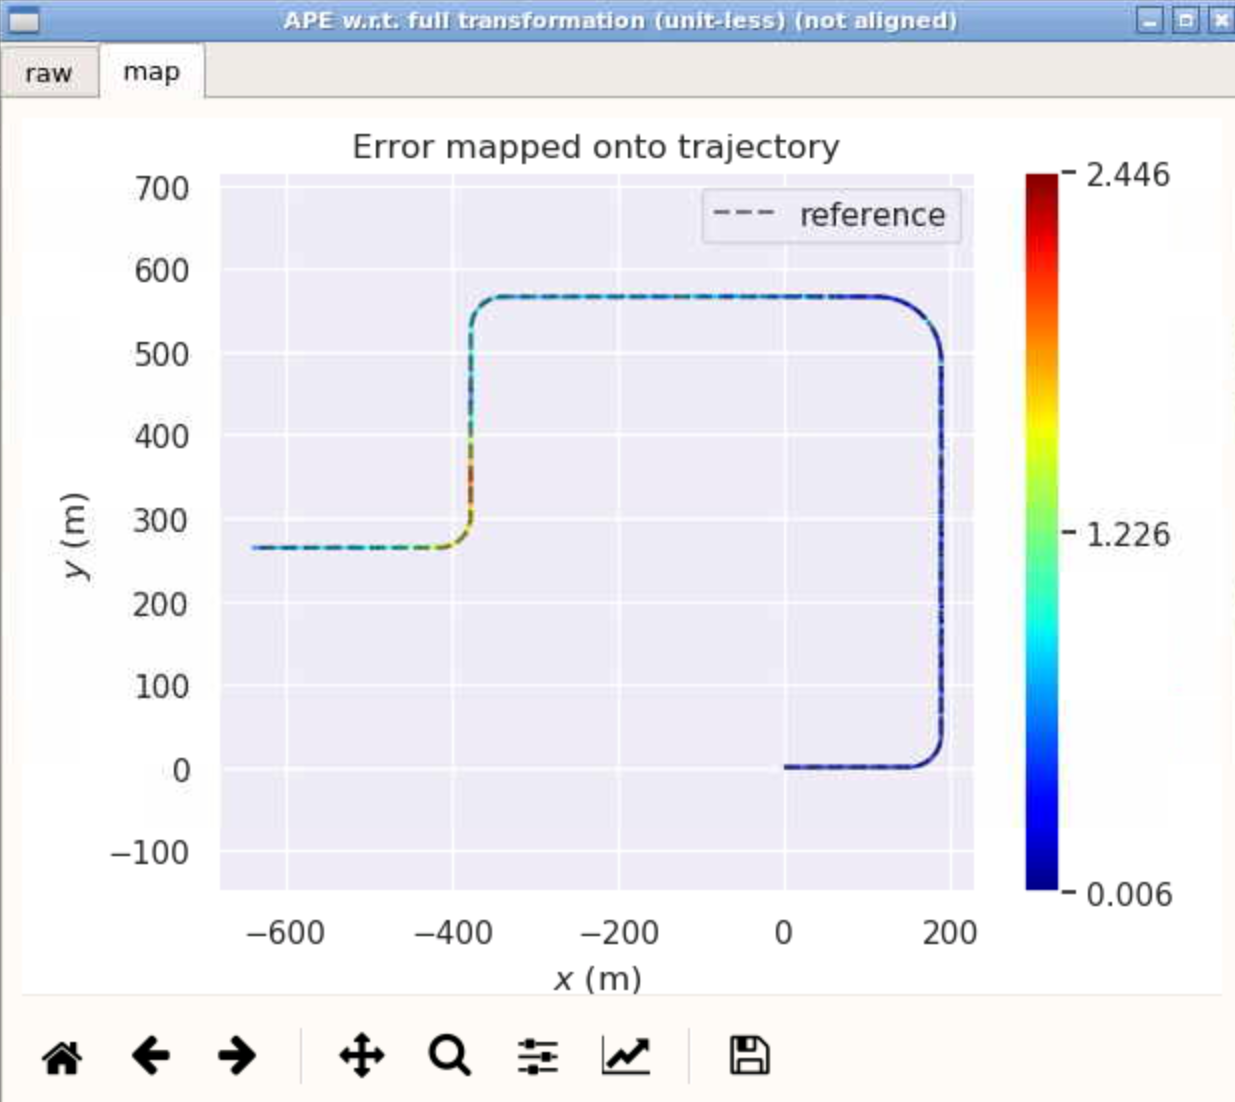 APE w.r.t. full transformation (unit-less) (not aligned)
raw
map
Error mapped onto trajectory
reference
700
600
500
400
300
200
100
0
−100
y (m)
−600
−400
−200
0
200
x (m)
2.446
1.226
0.006